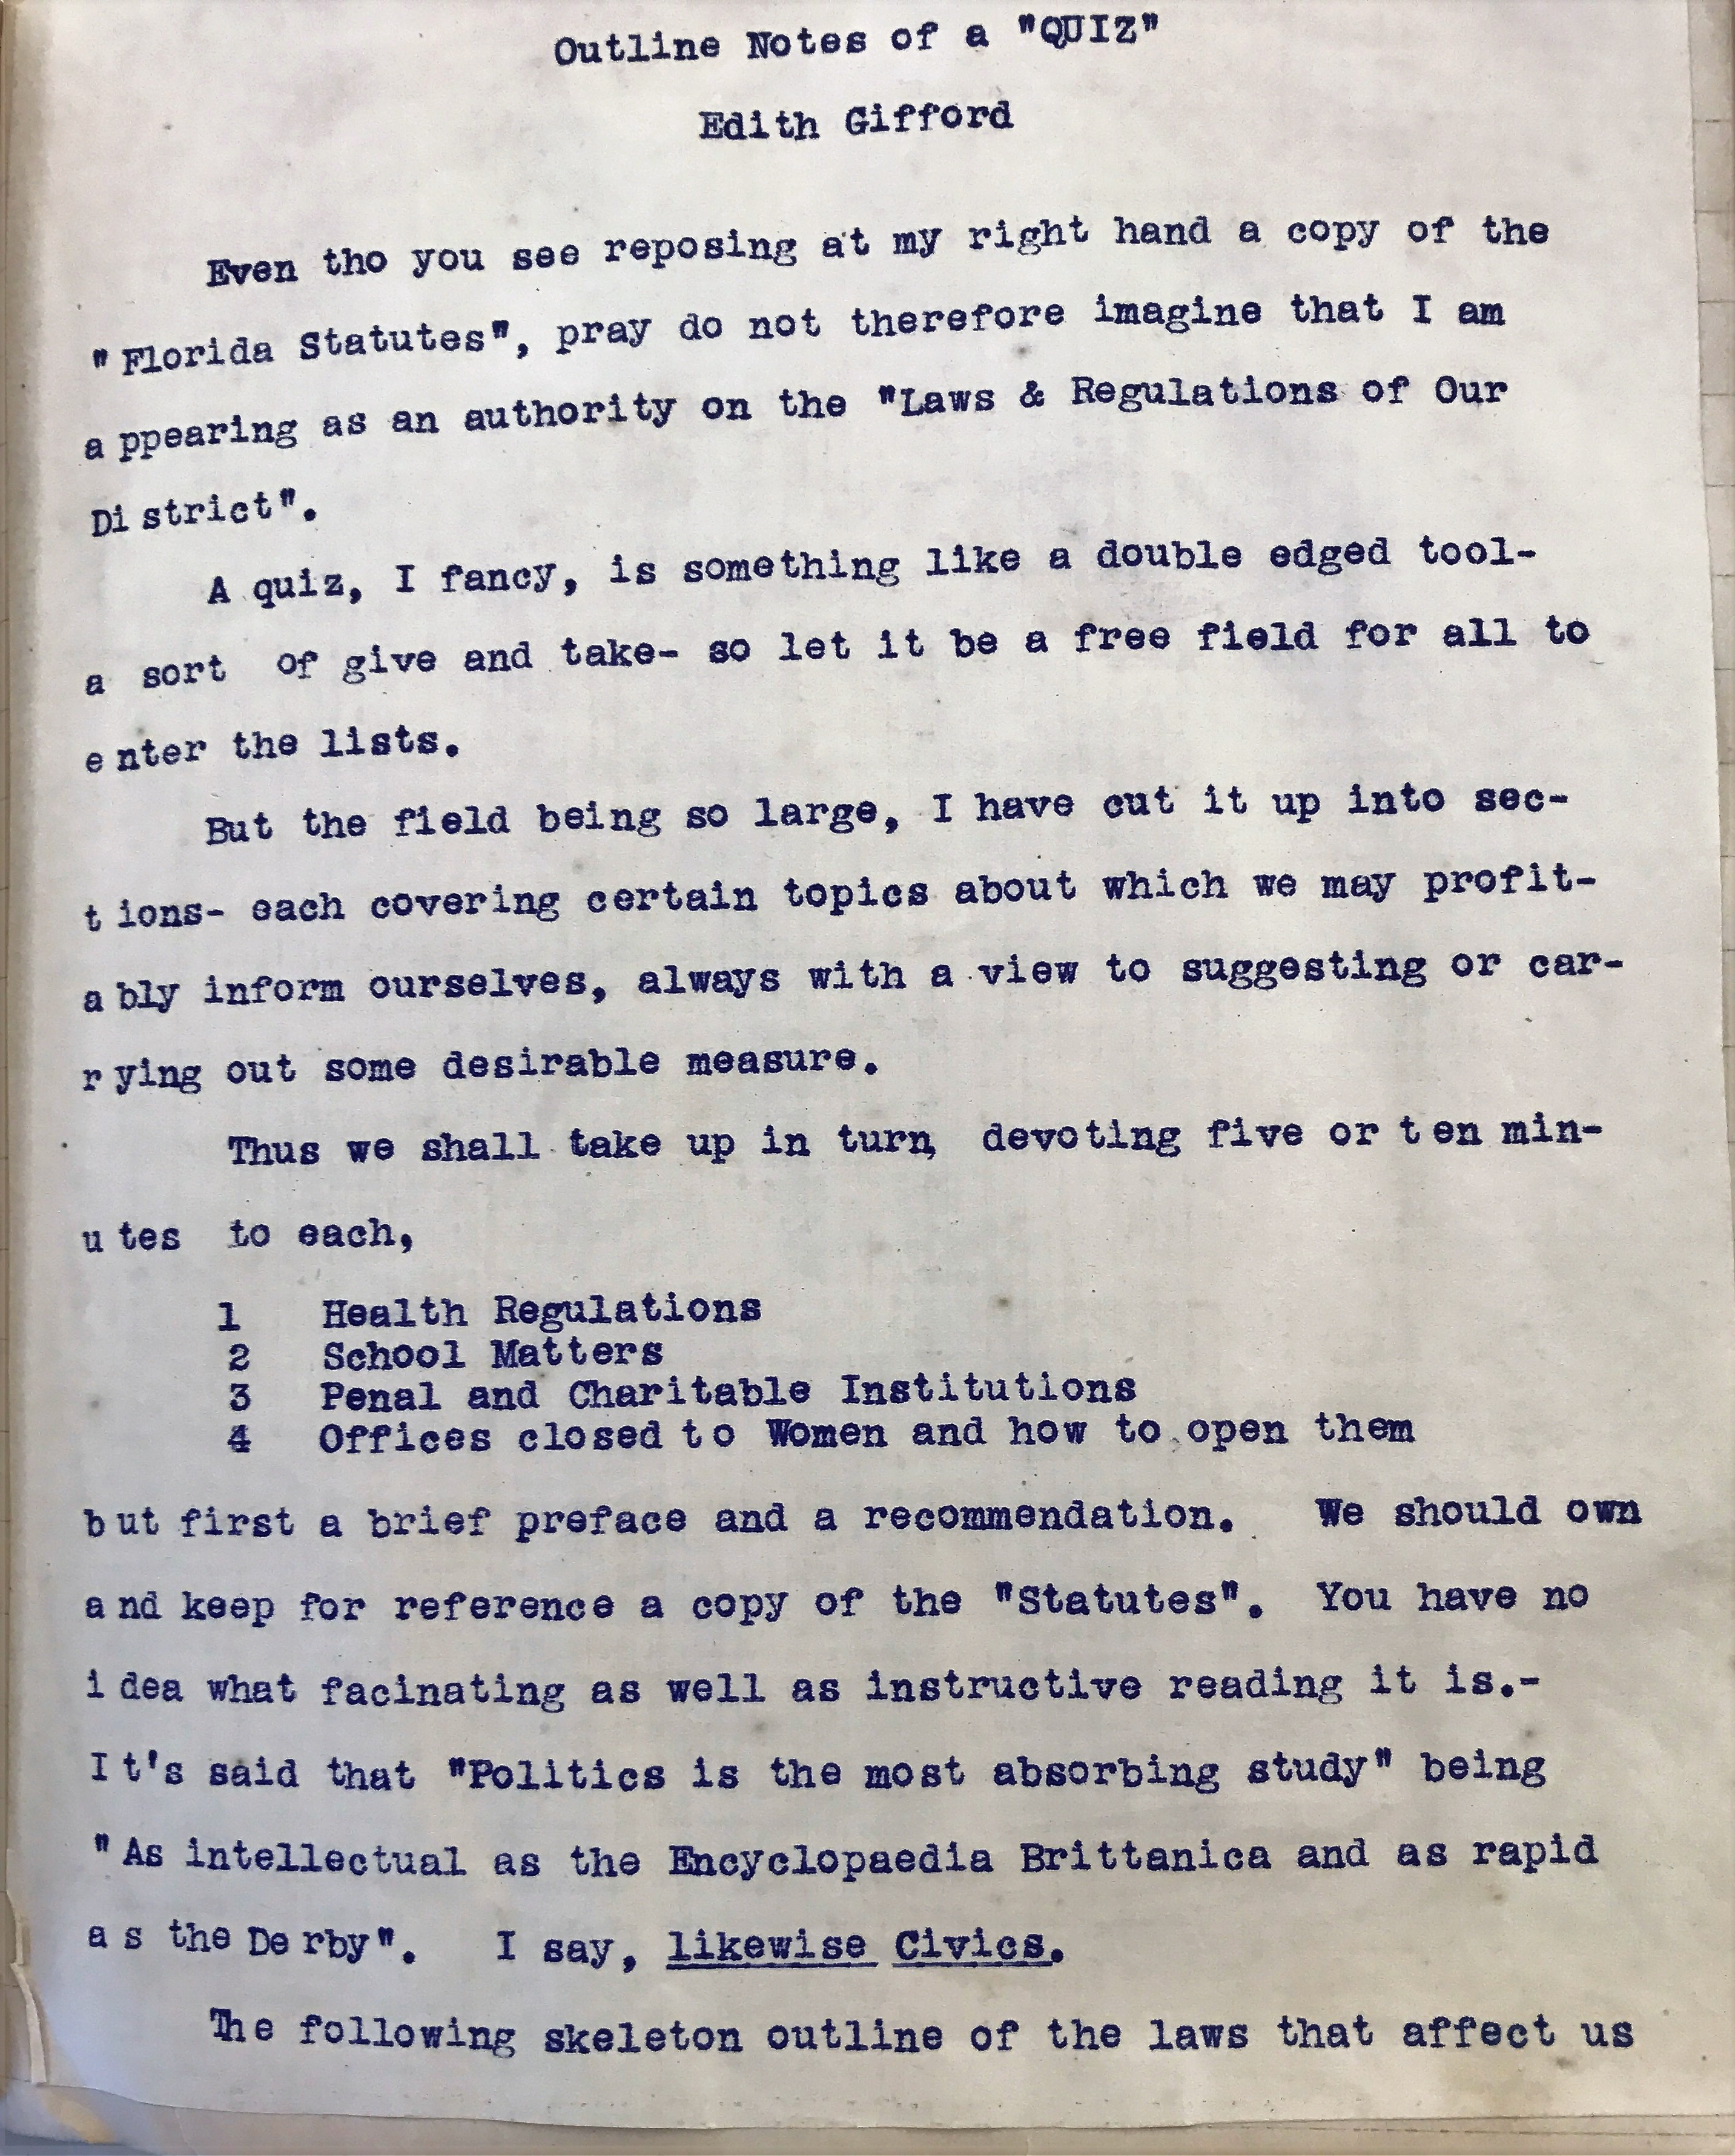 Outline Notes of a "QUIZ"
Edith Gifford
Even tho you see reposing at my right hand a copy of the
"Florida Statutes", pray do not therefore imagine that I am
appearing as an authority on the "Laws & Regulations of Our
District".
A quiz, I fancy, is something like a double edged tool-
a sort of give and take- so let it be a free field for all to
enter the lists.
But the field being so large, I have cut it up into sec-
tions- each covering certain topics about which we may profit-
ably inform ourselves, always with a view to suggesting or car-
rying out some desirable measure.
Thus we shall take up in turn, devoting five or ten min-
utes to each,
1 Health Regulations
2 School Matters
3 Penal and Charitable Institutions
4 Offices closed to Women and how to open them
but first a brief preface and a recommendation. We should own
and keep for reference a copy of the "Statutes". You have no
idea what facinating as well as instructive reading it is.-
It's said that "Politics is the most absorbing study" being
"As intellectual as the Encyclopaedia Brittanica and as rapid
as the Derby". I say, likewise Civics.
The following skeleton outline of the laws that affect us